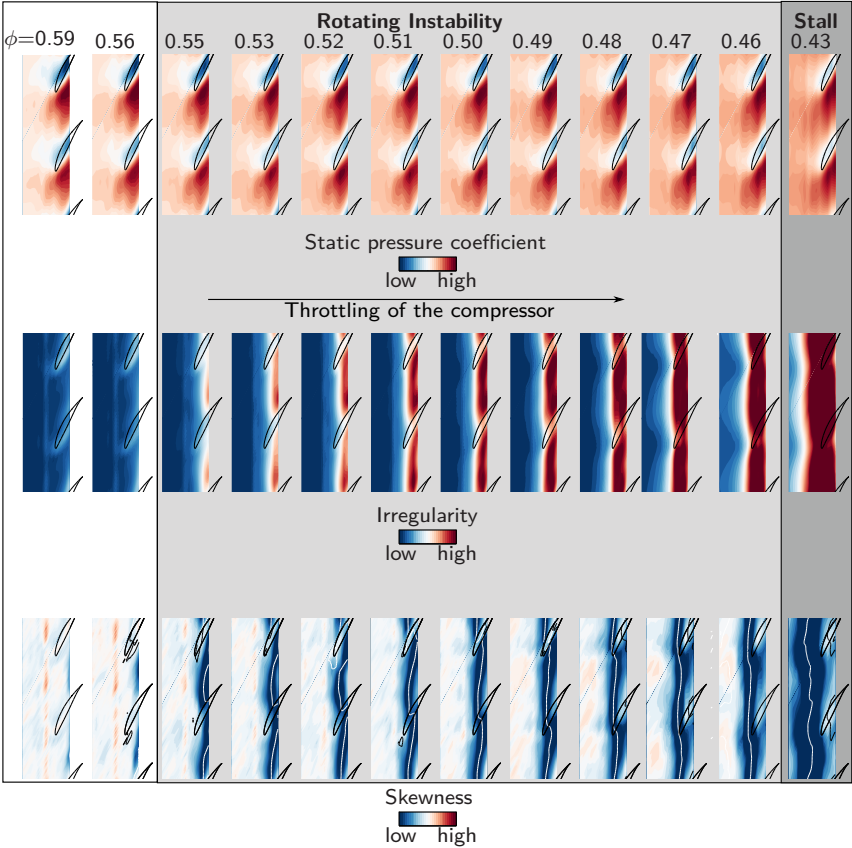 Rotating Instability
Stall
ϕ=0.59 0.56 0.55 0.53 0.52 0.51 0.50 0.49 0.48 0.47 0.46 0.43
Static pressure coefficient
low high
Throttling of the compressor
Irregularity
low high
Skewness
low high